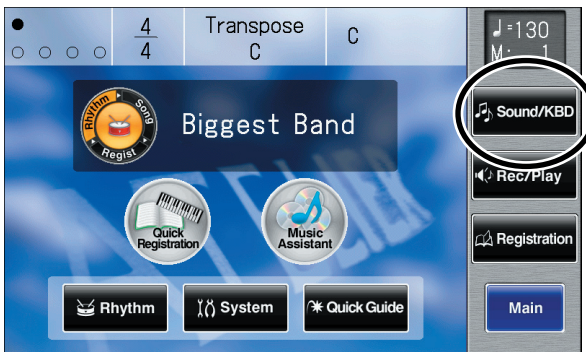 4
4
Transpose
C
C
♩=130
M: 1
Rhythm
Song
Regist
Biggest Band
Sound/KBD
Rec/Play
Registration
Main
Quick
Registration
Music
Assistant
Rhythm
System
Quick Guide
ATELIER